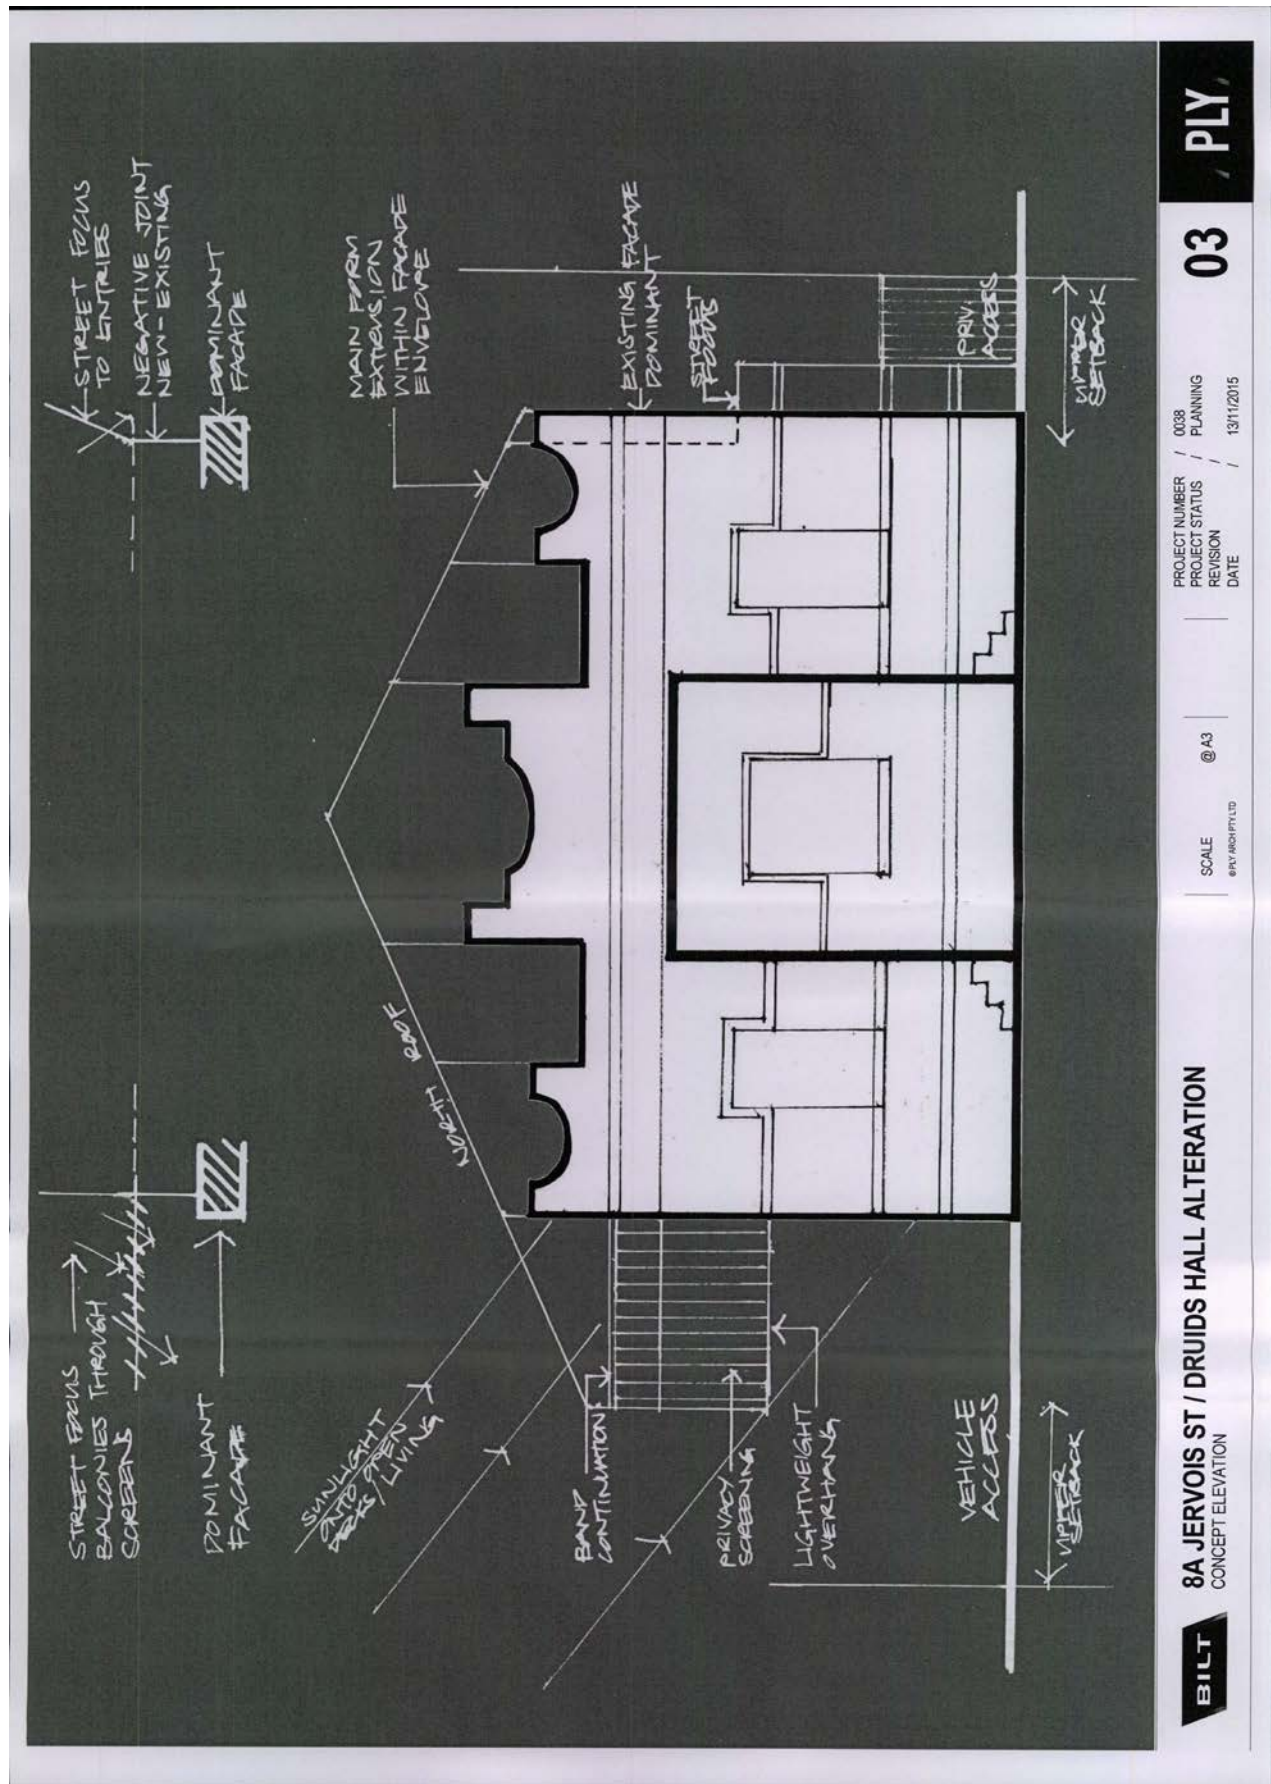 STREET FOCUS
BALCONIES THROUGH
SCREENS
DOMINANT
FACADE
STREET FOCUS
TO ENTRIES
NEGATIVE JOINT
NEW-EXISTING
DOMINANT
FACADE
SUNLIGHT
ONTO OPEN
DECKS/LIVING
NORTH ROOF
MAIN FORM
EXTRUSION
WITHIN FACADE
ENVELOPE
BAND
CONTINUATION
EXISTING FACADE
DOMINANT
STREET
FOCUS
PRIVACY
SCREENING
LIGHTWEIGHT
OVERHANG
VEHICLE
ACCESS
PRIV.
ACCESS
UPPER
SETBACK
UPPER
SETBACK
BILT
8A JERVOIS ST / DRUIDS HALL ALTERATION
CONCEPT ELEVATION
SCALE @ A3
© PLY ARCH PTY LTD
PROJECT NUMBER / 0038
PROJECT STATUS / PLANNING
REVISION /
DATE / 13/11/2015
03
PLY